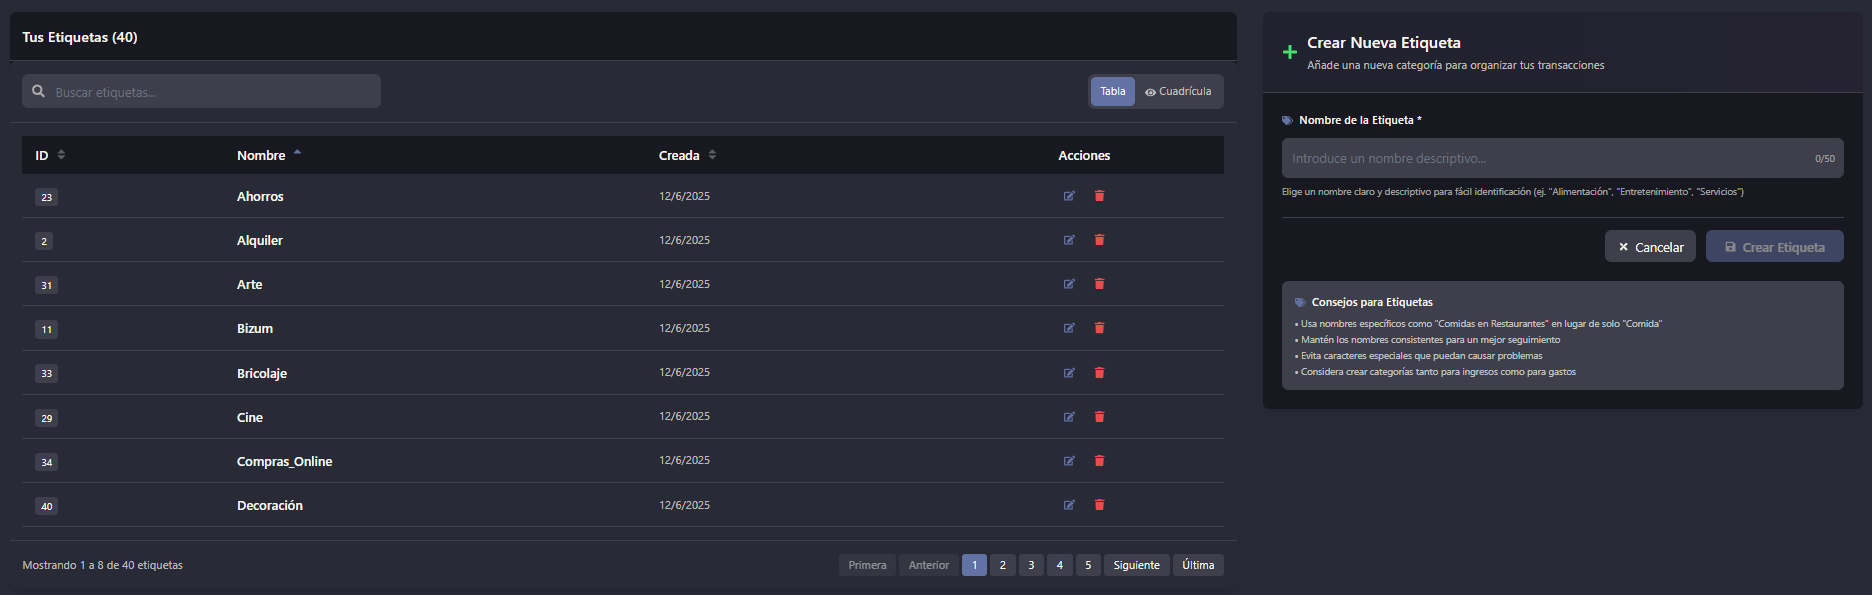 Tus Etiquetas (40)
Buscar etiquetas...
Tabla Cuadrícula
ID Nombre Creada Acciones
23 Ahorros 12/6/2025
2 Alquiler 12/6/2025
31 Arte 12/6/2025
11 Bizum 12/6/2025
33 Bricolaje 12/6/2025
29 Cine 12/6/2025
34 Compras_Online 12/6/2025
40 Decoración 12/6/2025
Mostrando 1 a 8 de 40 etiquetas
Primera Anterior 1 2 3 4 5 Siguiente Última
Crear Nueva Etiqueta
Añade una nueva categoría para organizar tus transacciones
Nombre de la Etiqueta *
Introduce un nombre descriptivo... 0/50
Elige un nombre claro y descriptivo para fácil identificación (ej. "Alimentación", "Entretenimiento", "Servicios")
Cancelar Crear Etiqueta
Consejos para Etiquetas
• Usa nombres específicos como "Comidas en Restaurantes" en lugar de solo "Comida"
• Mantén los nombres consistentes para un mejor seguimiento
• Evita caracteres especiales que puedan causar problemas
• Considera crear categorías tanto para ingresos como para gastos